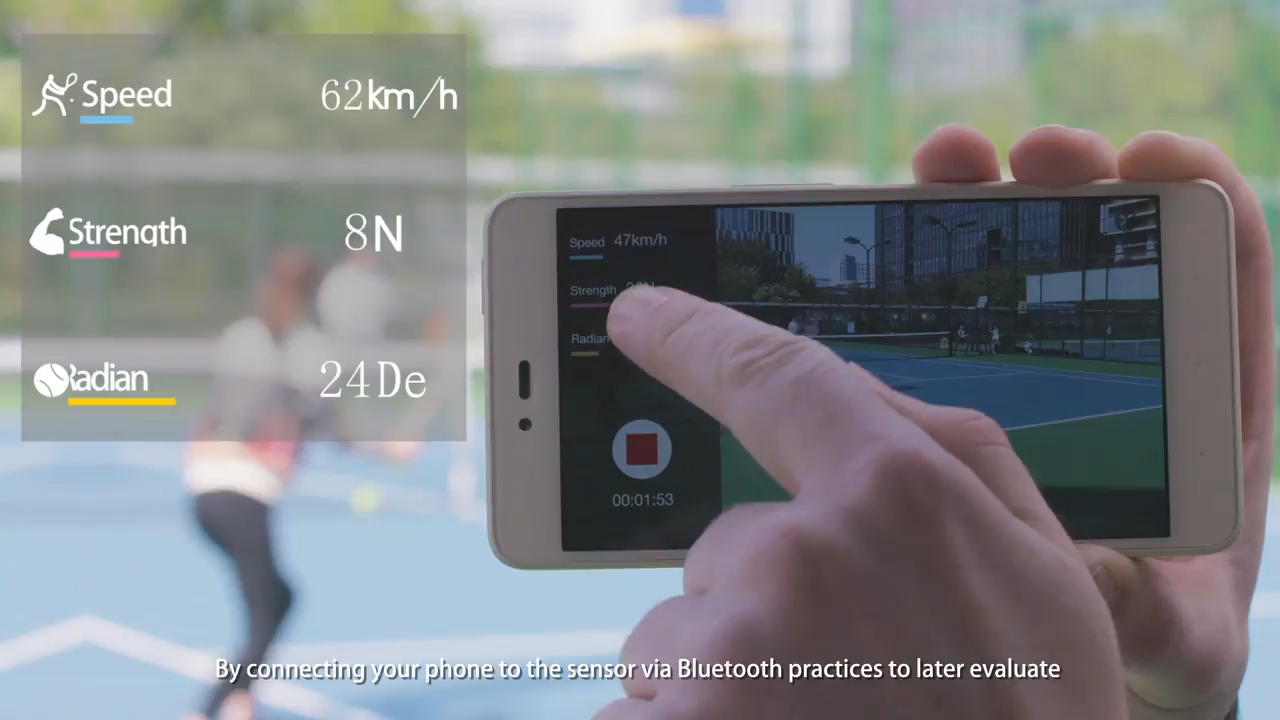 Speed 62km/h
Strength 8N
Radian 24De
Speed 47km/h
Strength
Radian
00:01:53
By connecting your phone to the sensor via Bluetooth practices to later evaluate